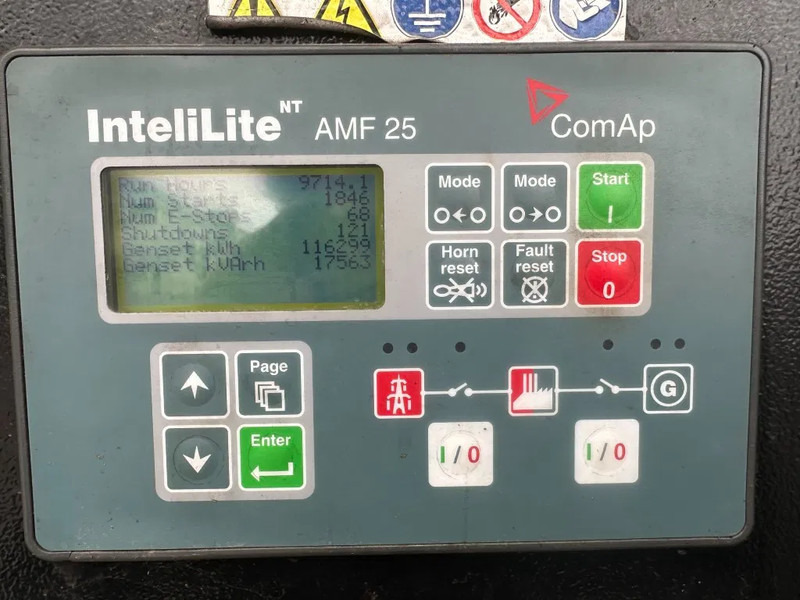 InteliLite NT AMF 25
ComAp
Run Hours 9714.1
Num Starts 1846
Num E-Stops 68
Shutdowns 121
Genset kWh 116299
Genset kVArh 17563
Mode
Mode
Start
I
Horn reset
Fault reset
Stop
0
Page
Enter
G
I / 0
I / 0